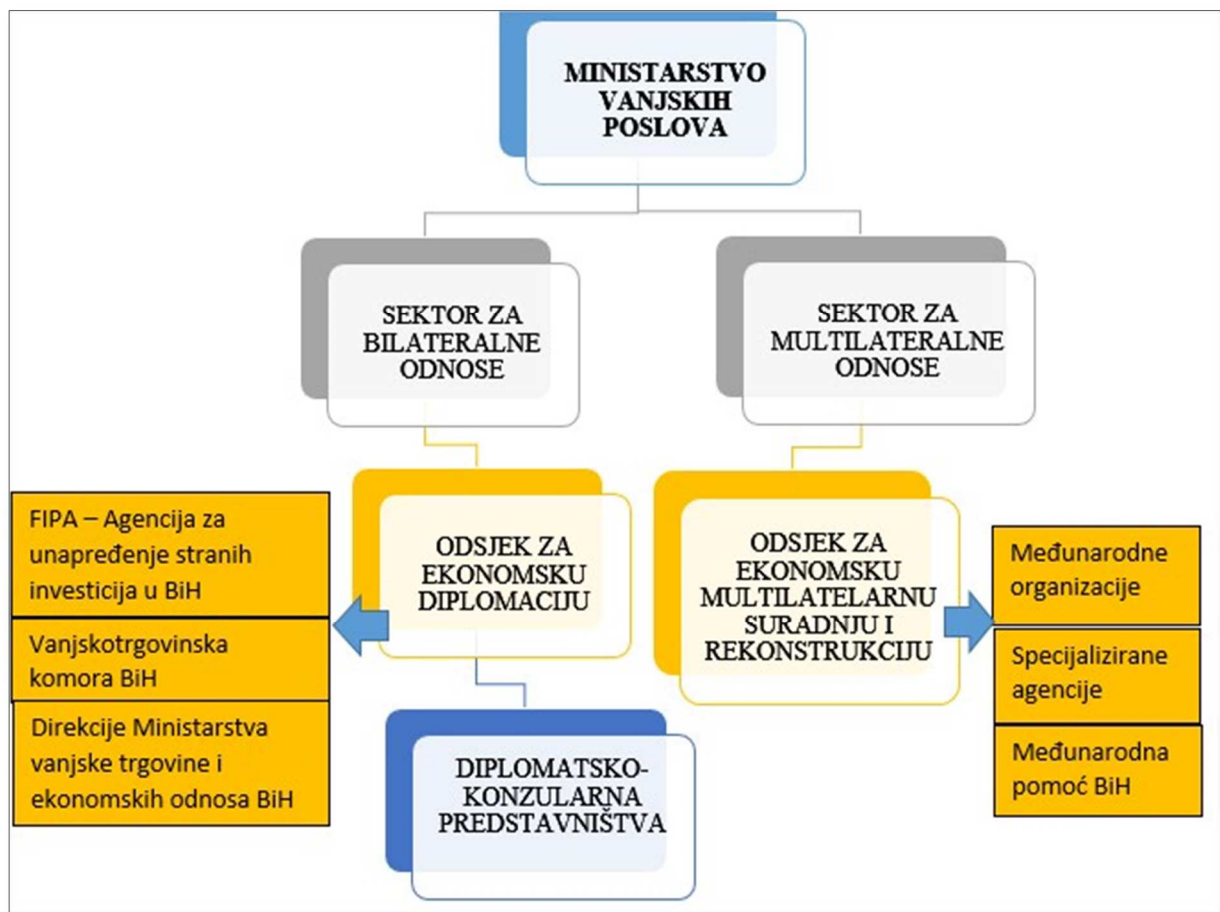 MINISTARSTVO
VANJSKIH
POSLOVA
SEKTOR ZA
BILATERALNE
ODNOSE
SEKTOR ZA
MULTILATERALNE
ODNOSE
FIPA – Agencija za
unapređenje stranih
investicija u BiH
Vanjskotrgovinska
komora BiH
Direkcije Ministarstva
vanjske trgovine i
ekonomskih odnosa BiH
ODSJEK ZA
EKONOMSKU
DIPLOMACIJU
ODSJEK ZA
EKONOMSKU
MULTILATELARNU
SURADNJU I
REKONSTRUKCIJU
Međunarodne
organizacije
Specijalizirane
agencije
Međunarodna
pomoć BiH
DIPLOMATSKO-
KONZULARNA
PREDSTAVNIŠTVA